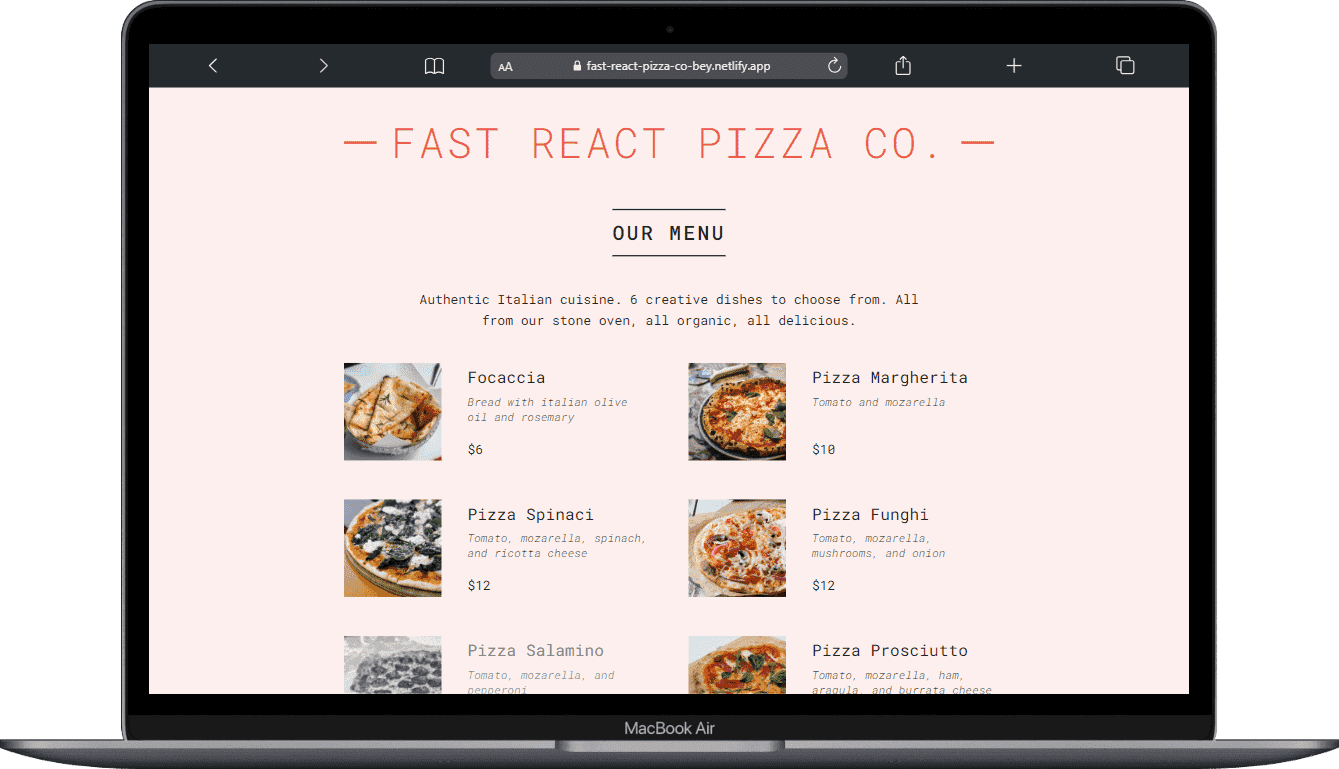 AA fast-react-pizza-co-bey.netlify.app
— FAST REACT PIZZA CO. —
OUR MENU
Authentic Italian cuisine. 6 creative dishes to choose from. All
from our stone oven, all organic, all delicious.
Focaccia
Bread with italian olive
oil and rosemary
$6
Pizza Margherita
Tomato and mozarella
$10
Pizza Spinaci
Tomato, mozarella, spinach,
and ricotta cheese
$12
Pizza Funghi
Tomato, mozarella,
mushrooms, and onion
$12
Pizza Salamino
Tomato, mozarella, and
pepperoni
Pizza Prosciutto
Tomato, mozarella, ham,
aragula, and burrata cheese
MacBook Air